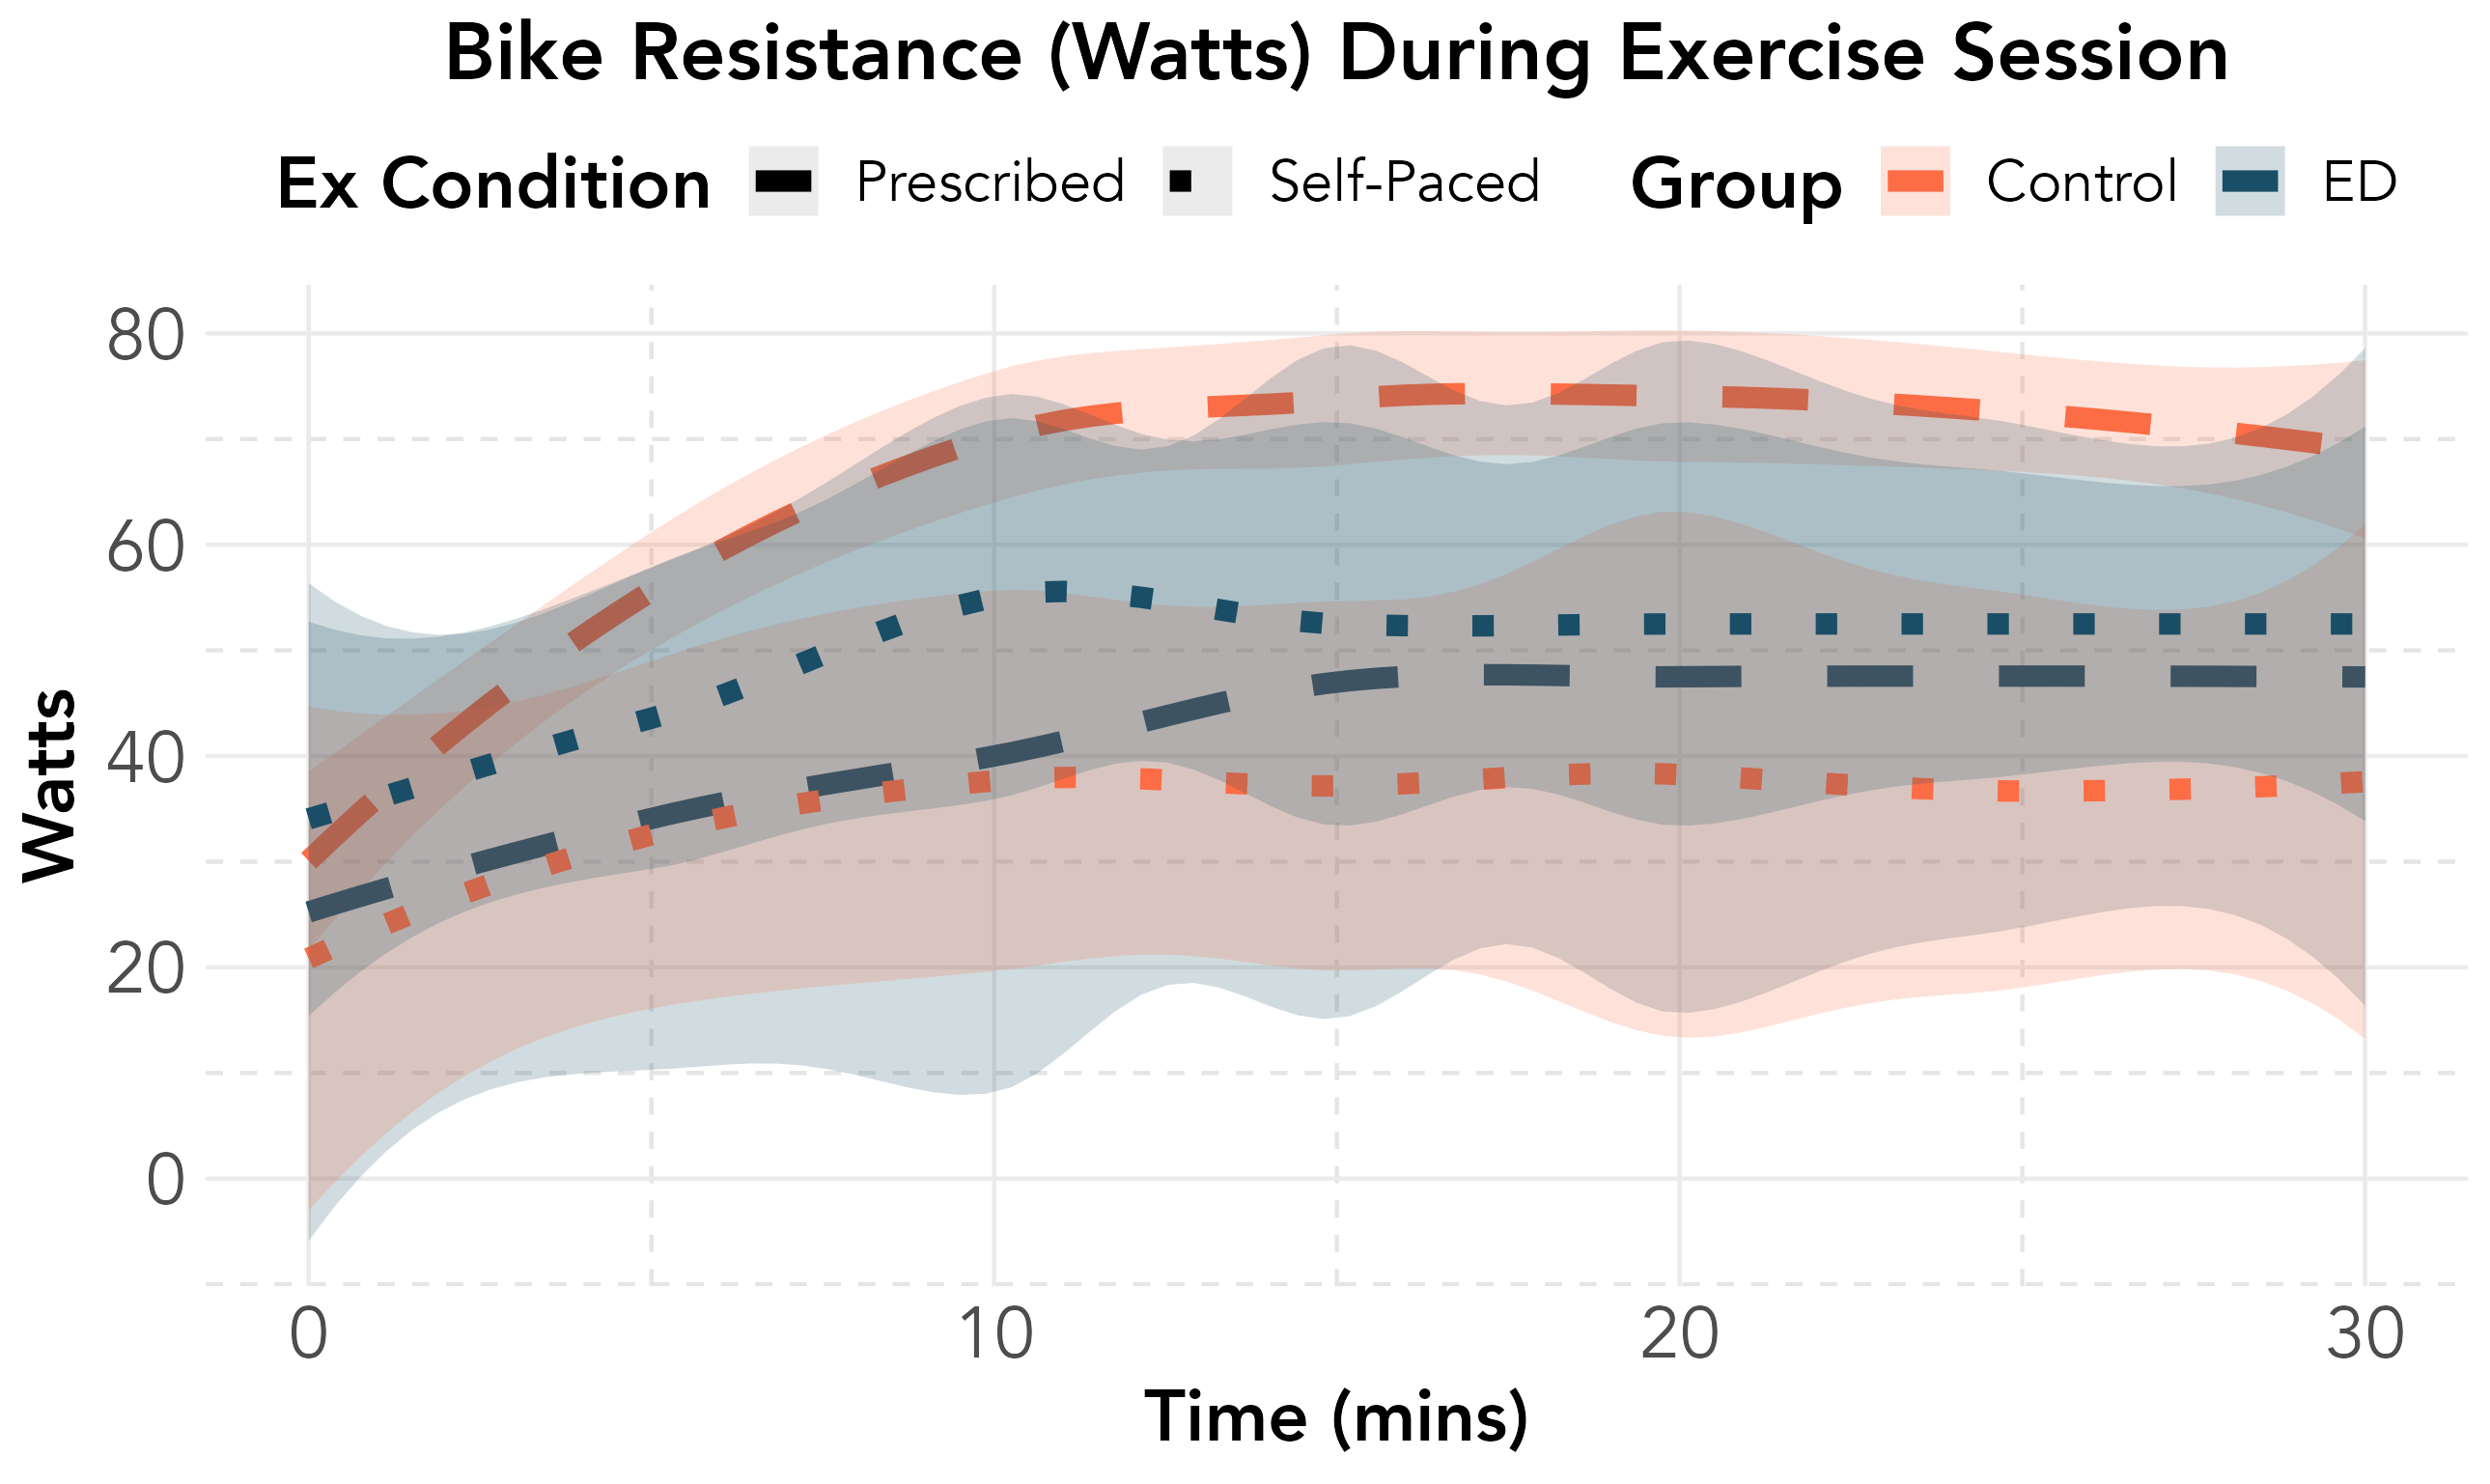 Bike Resistance (Watts) During Exercise Session
Ex Condition Prescribed Self-Paced Group Control ED
80
60
40
20
0
Watts
0 10 20 30
Time (mins)